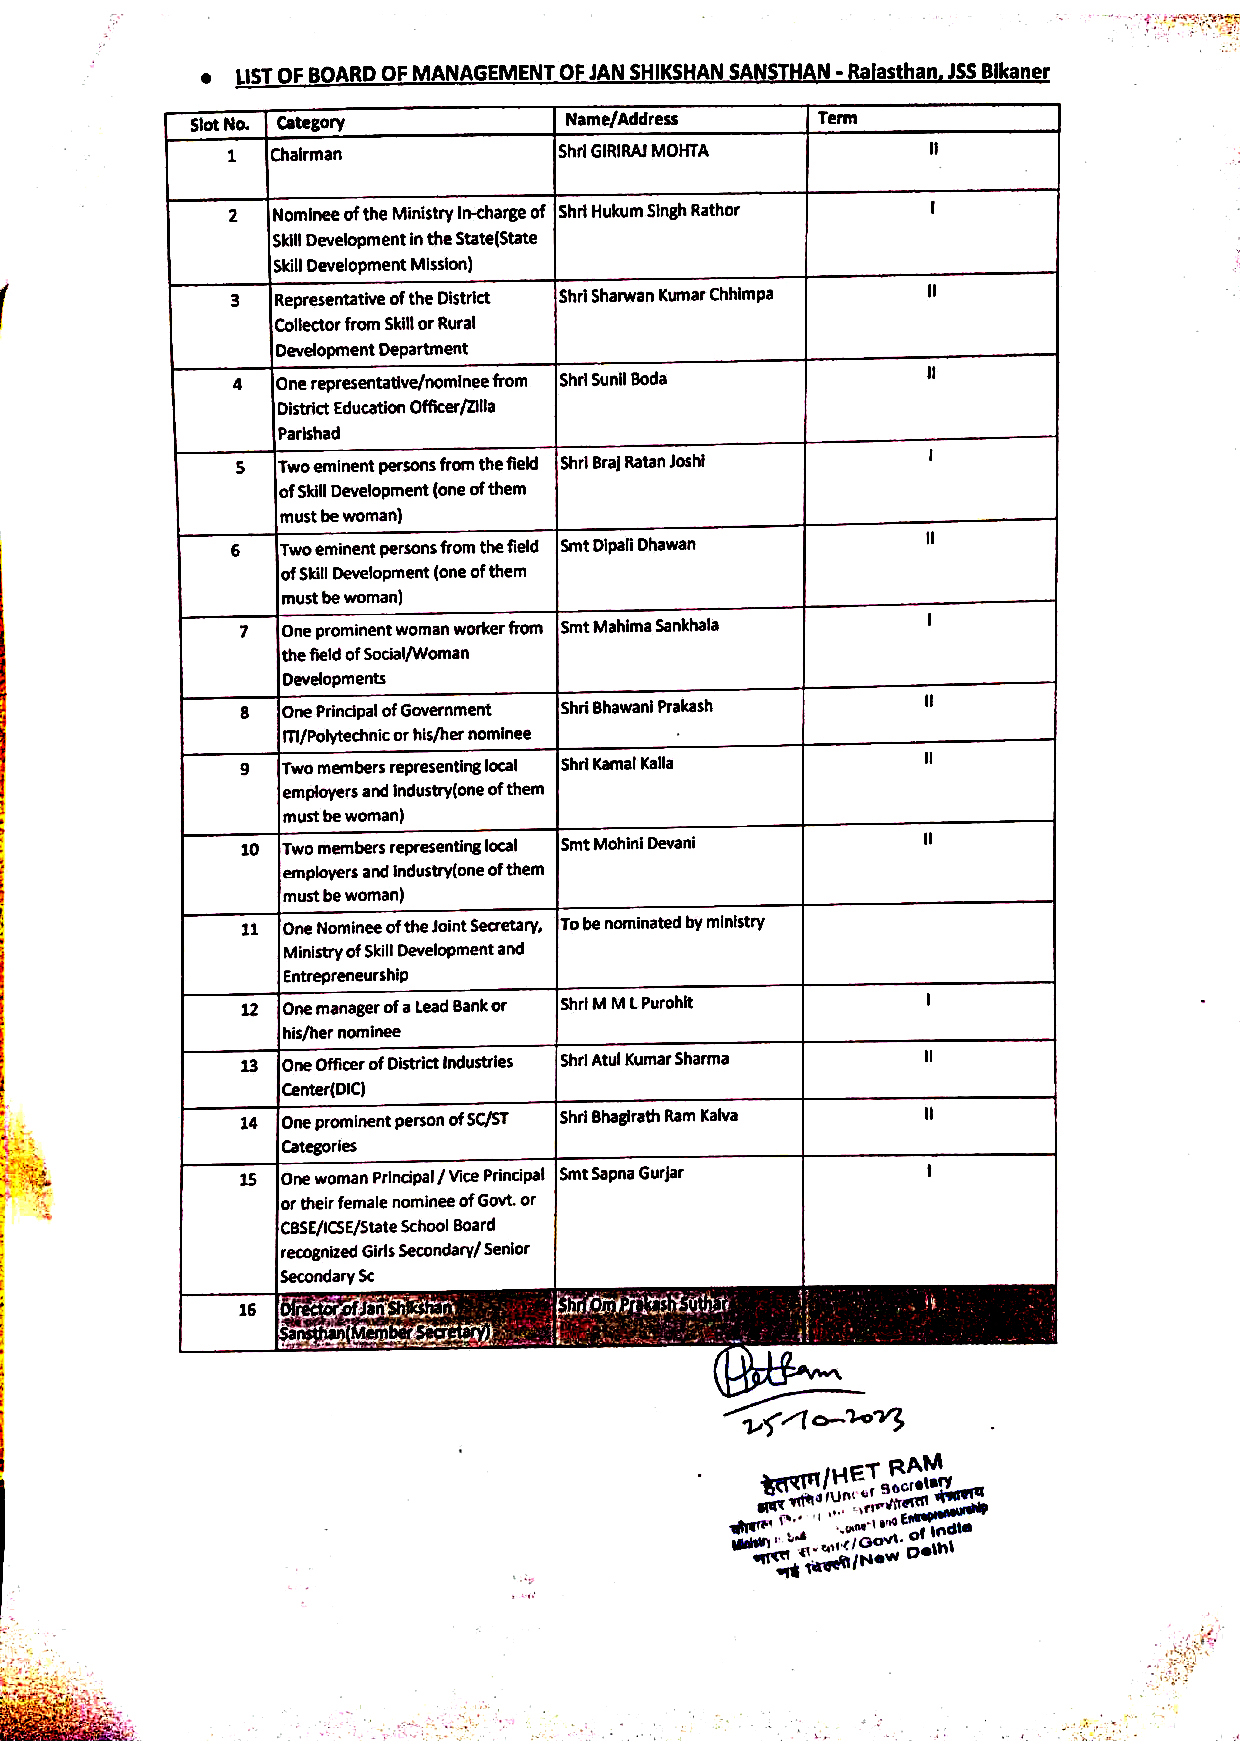 • LIST OF BOARD OF MANAGEMENT OF JAN SHIKSHAN SANSTHAN - Rajasthan, JSS Bikaner
Slot No. Category Name/Address Term
1 Chairman Shri GIRIRAJ MOHTA II
2 Nominee of the Ministry In-charge of Shri Hukum Singh Rathor I
Skill Development in the State(State
Skill Development Mission)
3 Representative of the District Shri Sharwan Kumar Chhimpa II
Collector from Skill or Rural
Development Department
4 One representative/nominee from Shri Sunil Boda II
District Education Officer/Zilla
Parishad
5 Two eminent persons from the field Shri Braj Ratan Joshi I
of Skill Development (one of them
must be woman)
6 Two eminent persons from the field Smt Dipali Dhawan II
of Skill Development (one of them
must be woman)
7 One prominent woman worker from Smt Mahima Sankhala I
the field of Social/Woman
Developments
8 One Principal of Government Shri Bhawani Prakash II
ITI/Polytechnic or his/her nominee
9 Two members representing local Shri Kamal Kalla II
employers and industry(one of them
must be woman)
10 Two members representing local Smt Mohini Devani II
employers and industry(one of them
must be woman)
11 One Nominee of the Joint Secretary, To be nominated by ministry
Ministry of Skill Development and
Entrepreneurship
12 One manager of a Lead Bank or Shri M M L Purohit I
his/her nominee
13 One Officer of District Industries Shri Atul Kumar Sharma II
Center(DIC)
14 One prominent person of SC/ST Shri Bhagirath Ram Kalva II
Categories
15 One woman Principal / Vice Principal Smt Sapna Gurjar I
or their female nominee of Govt. or
CBSE/ICSE/State School Board
recognized Girls Secondary/ Senior
Secondary Sc
16 Director of Jan Shikshan Shri Om Prakash Suthar II
Sansthan(Member Secretary)
Hetram
25-10-2023
हेतराम/HET RAM
अवर सचिव/Under Secretary
मंत्रालय
Ministry and Entrepreneurship
भारत सरकार/Govt. of India
नई दिल्ली/New Delhi